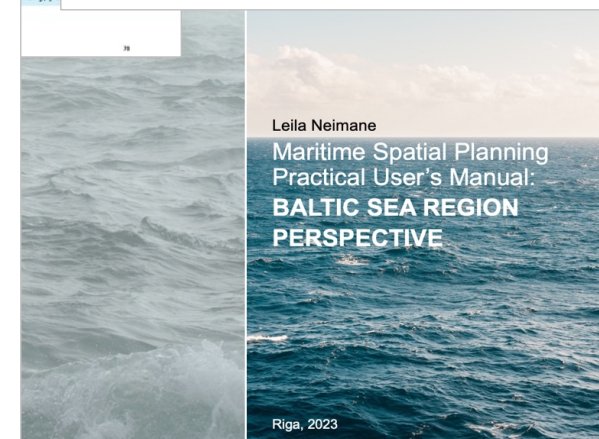 Leila Neimane
Maritime Spatial Planning
Practical User's Manual:
BALTIC SEA REGION
PERSPECTIVE
Riga, 2023